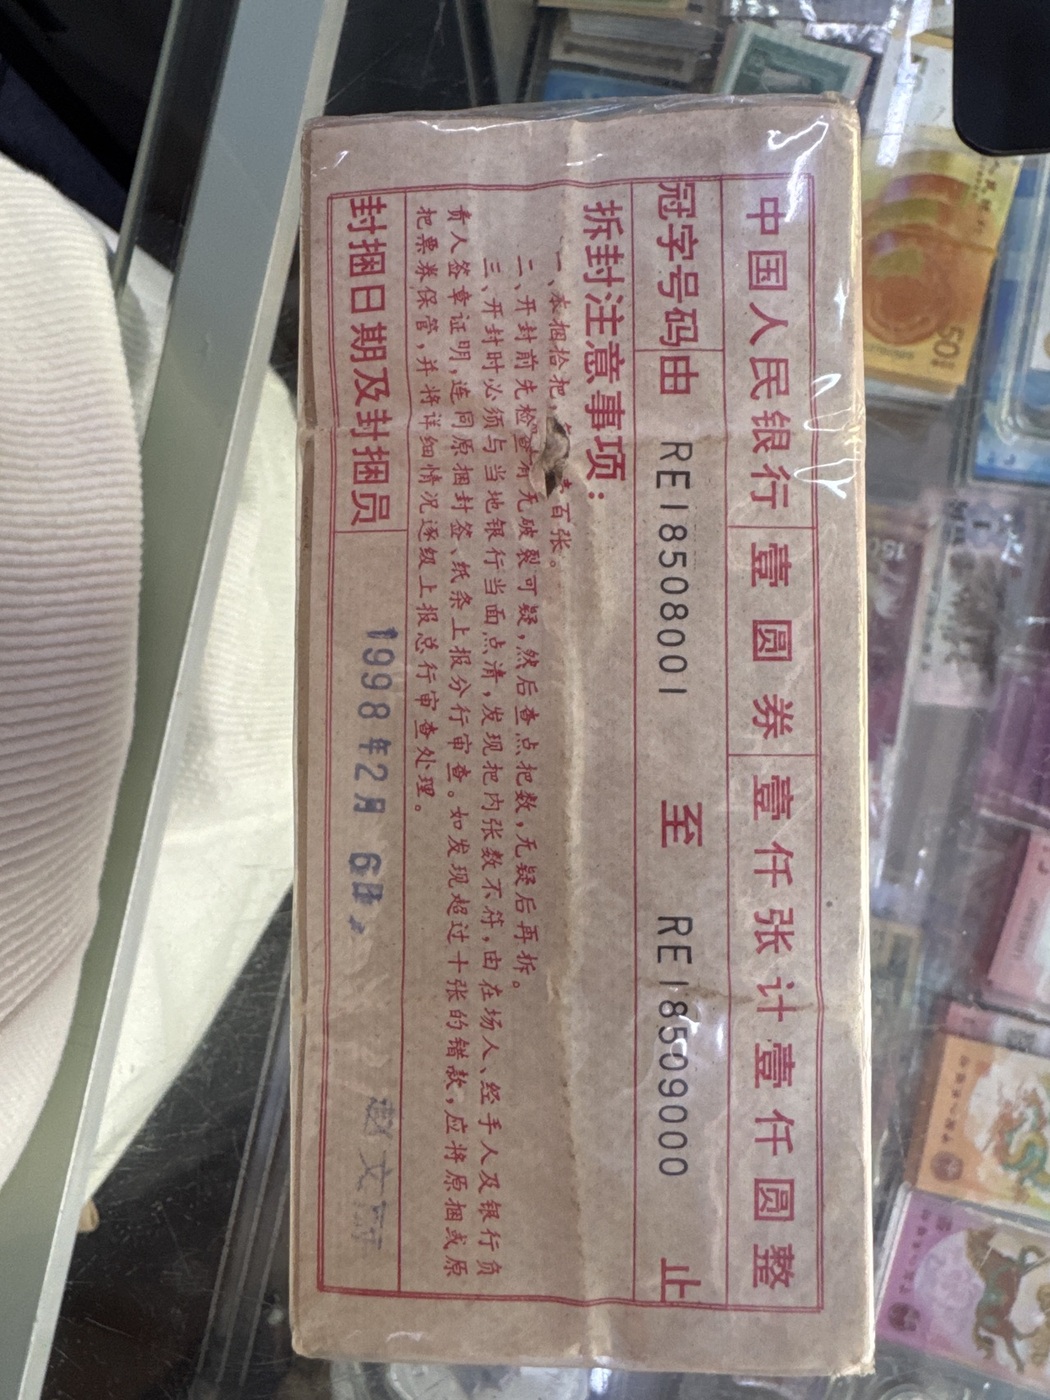 中国人民银行 壹圆券 壹仟张计壹仟圆整
冠字号码由 RE18508001 至 RE18509000 止
拆封注意事项：
一、本捆拾把 壹百张。
二、开封前先检查有无破裂可疑，然后查点把数，无疑后再拆。
三、开封时必须与当地银行当面点清，发现把内张数不符，由在场人、经手人及银行负
责人签章证明，连同原捆封签、纸条上报分行审查。如发现超过十张的错款，应将原捆或原
把票券保管，并将详细情况逐级上报总行审查处理。
封捆日期及封捆员 1998年2月 6日
50